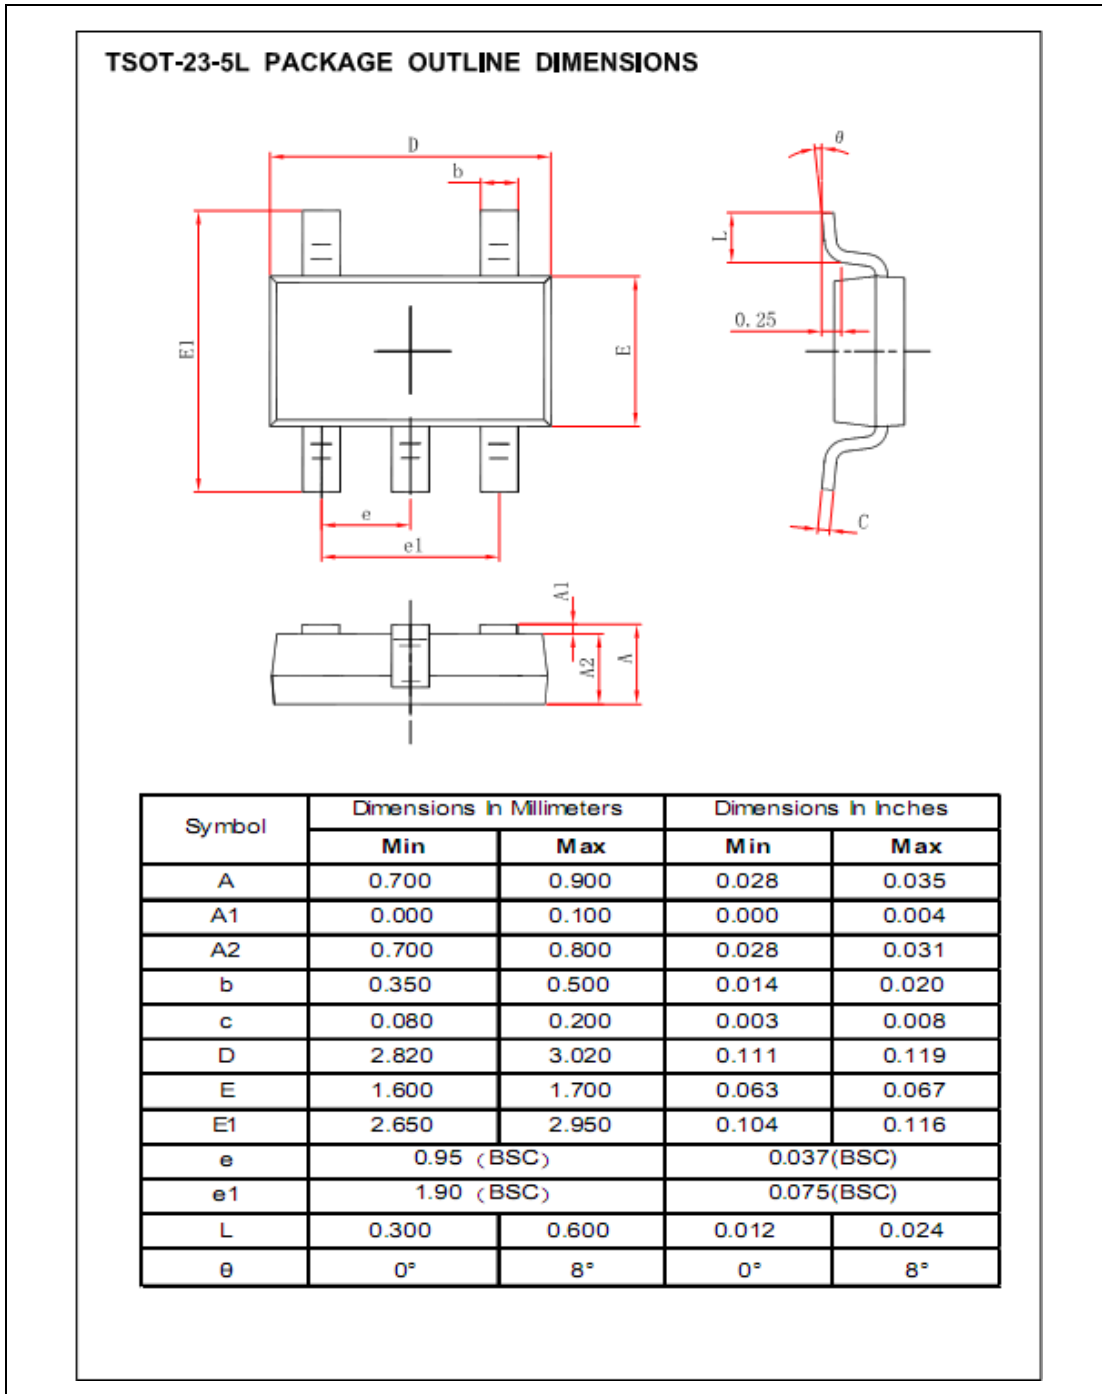 TSOT-23-5L PACKAGE OUTLINE DIMENSIONS
D
b
θ
L
E1
E
0.25
e
e1
C
A1
A2
A
Symbol Dimensions In Millimeters Dimensions In Inches
Min Max Min Max
A 0.700 0.900 0.028 0.035
A1 0.000 0.100 0.000 0.004
A2 0.700 0.800 0.028 0.031
b 0.350 0.500 0.014 0.020
c 0.080 0.200 0.003 0.008
D 2.820 3.020 0.111 0.119
E 1.600 1.700 0.063 0.067
E1 2.650 2.950 0.104 0.116
e 0.95（BSC） 0.037(BSC)
e1 1.90（BSC） 0.075(BSC)
L 0.300 0.600 0.012 0.024
θ 0° 8° 0° 8°